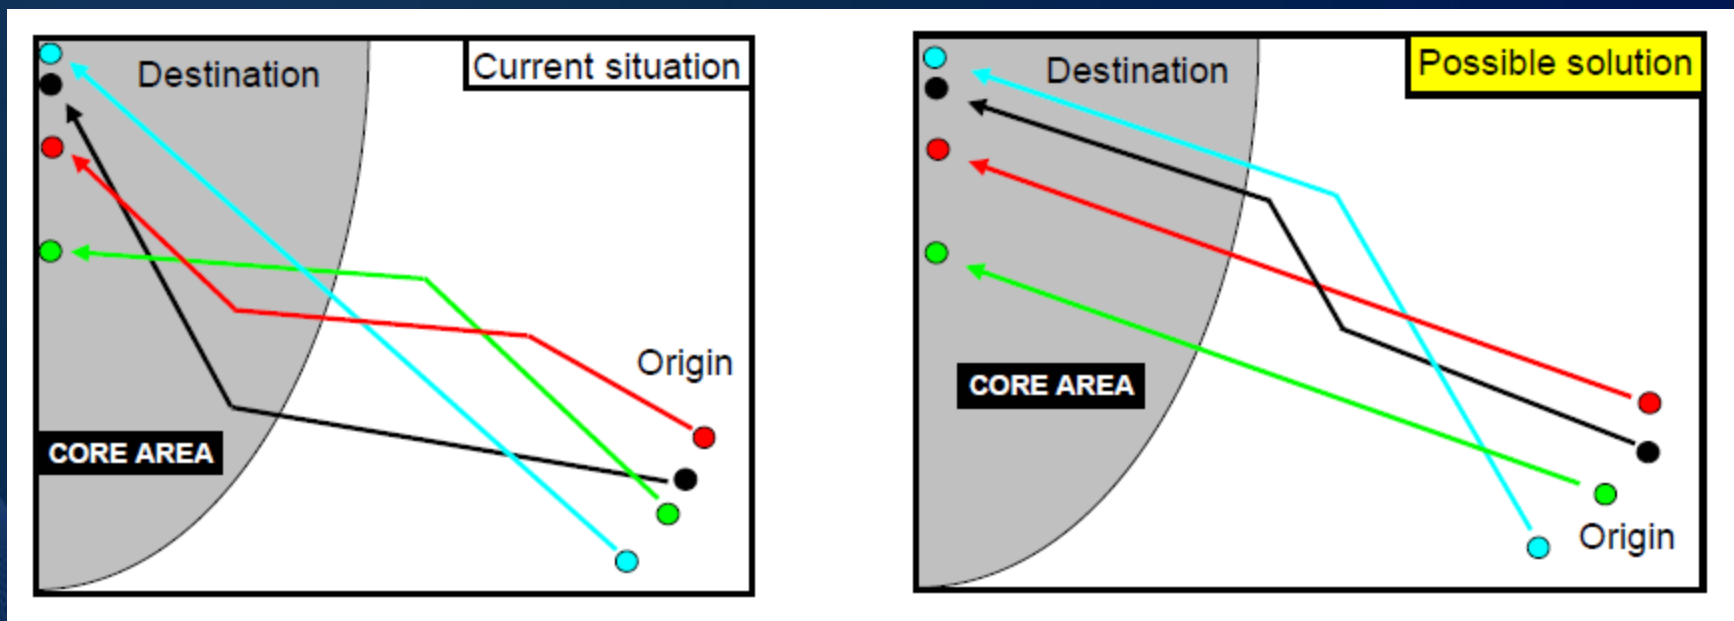 Destination
Current situation
Origin
CORE AREA
Destination
Possible solution
CORE AREA
Origin